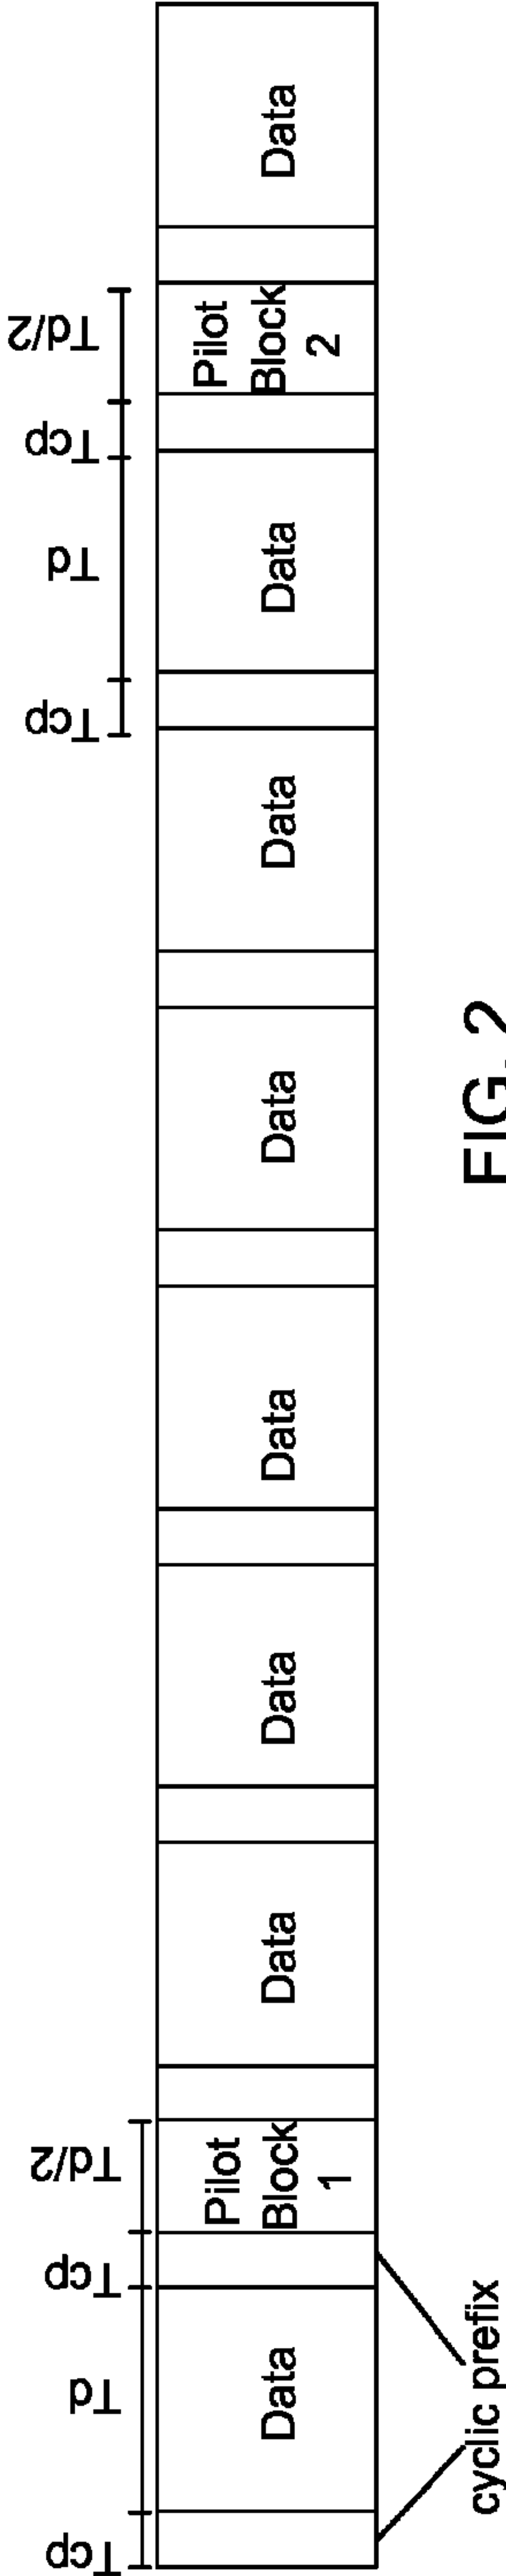 Tcp
Td
Tcp
Td/2
Tcp
Td
Tcp
Td/2
Data
Pilot
Block
1
Data
Data
Data
Data
Data
Data
Pilot
Block
2
Data
cyclic prefix
FIG. 2